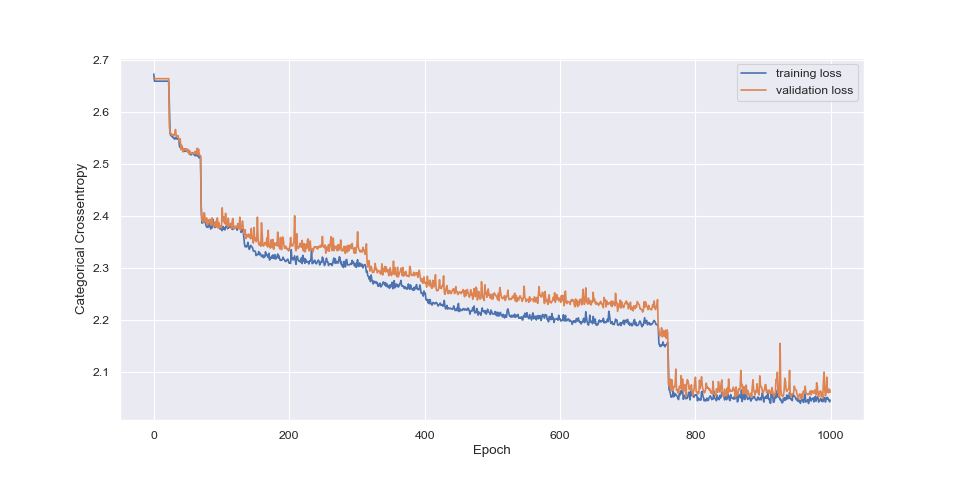 2.7
2.6
2.5
2.4
2.3
2.2
2.1
Categorical Crossentropy
training loss
validation loss
0 200 400 600 800 1000
Epoch